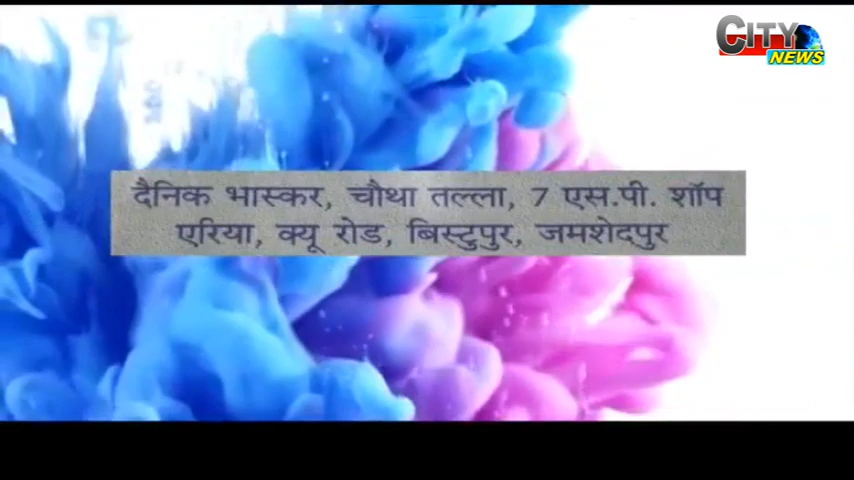 CITY
NEWS
दैनिक भास्कर, चौथा तल्ला, 7 एस.पी. शॉप
एरिया, क्यू रोड, बिस्टुपुर, जमशेदपुर